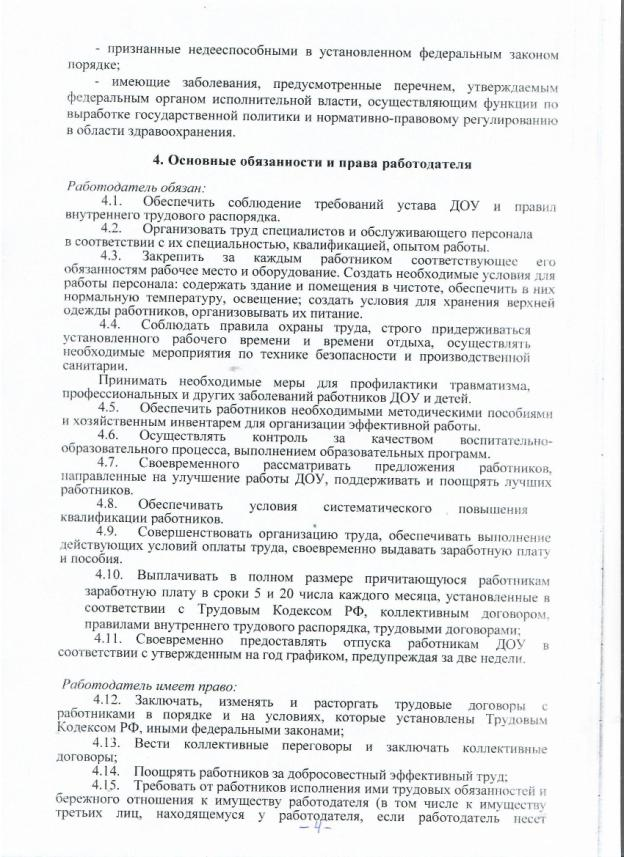 - признанные недееспособными в установленном федеральным законом
порядке;
- имеющие заболевания, предусмотренные перечнем, утверждаемым
федеральным органом исполнительной власти, осуществляющим функции по
выработке государственной политики и нормативно-правовому регулированию
в области здравоохранения.
4. Основные обязанности и права работодателя
Работодатель обязан:
4.1. Обеспечить соблюдение требований устава ДОУ и правил
внутреннего трудового распорядка.
4.2. Организовать труд специалистов и обслуживающего персонала
в соответствии с их специальностью, квалификацией, опытом работы.
4.3. Закрепить за каждым работником соответствующее его
обязанностям рабочее место и оборудование. Создать необходимые условия для
работы персонала: содержать здание и помещения в чистоте, обеспечить в них
нормальную температуру, освещение; создать условия для хранения верхней
одежды работников, организовывать их питание.
4.4. Соблюдать правила охраны труда, строго придерживаться
установленного рабочего времени и времени отдыха, осуществлять
необходимые мероприятия по технике безопасности и производственной
санитарии.
Принимать необходимые меры для профилактики травматизма,
профессиональных и других заболеваний работников ДОУ и детей.
4.5. Обеспечить работников необходимыми методическими пособиями
и хозяйственным инвентарем для организации эффективной работы.
4.6. Осуществлять контроль за качеством воспитательно-
образовательного процесса, выполнением образовательных программ.
4.7. Своевременного рассматривать предложения работников,
направленные на улучшение работы ДОУ, поддерживать и поощрять лучших
работников.
4.8. Обеспечивать условия систематического повышения
квалификации работников.
4.9. Совершенствовать организацию труда, обеспечивать выполнение
действующих условий оплаты труда, своевременно выдавать заработную плату
и пособия.
4.10. Выплачивать в полном размере причитающуюся работникам
заработную плату в сроки 5 и 20 числа каждого месяца, установленные в
соответствии с Трудовым Кодексом РФ, коллективным договором,
правилами внутреннего трудового распорядка, трудовыми договорами;
4.11. Своевременно предоставлять отпуска работникам ДОУ в
соответствии с утвержденным на год графиком, предупреждая за две недели.
Работодатель имеет право:
4.12. Заключать, изменять и расторгать трудовые договоры с
работниками в порядке и на условиях, которые установлены Трудовым
Кодексом РФ, иными федеральными законами;
4.13. Вести коллективные переговоры и заключать коллективные
договоры;
4.14. Поощрять работников за добросовестный эффективный труд;
4.15. Требовать от работников исполнения ими трудовых обязанностей и
бережного отношения к имуществу работодателя (в том числе к имуществу
третьих лиц, находящемуся у работодателя, если работодатель несет
-4-